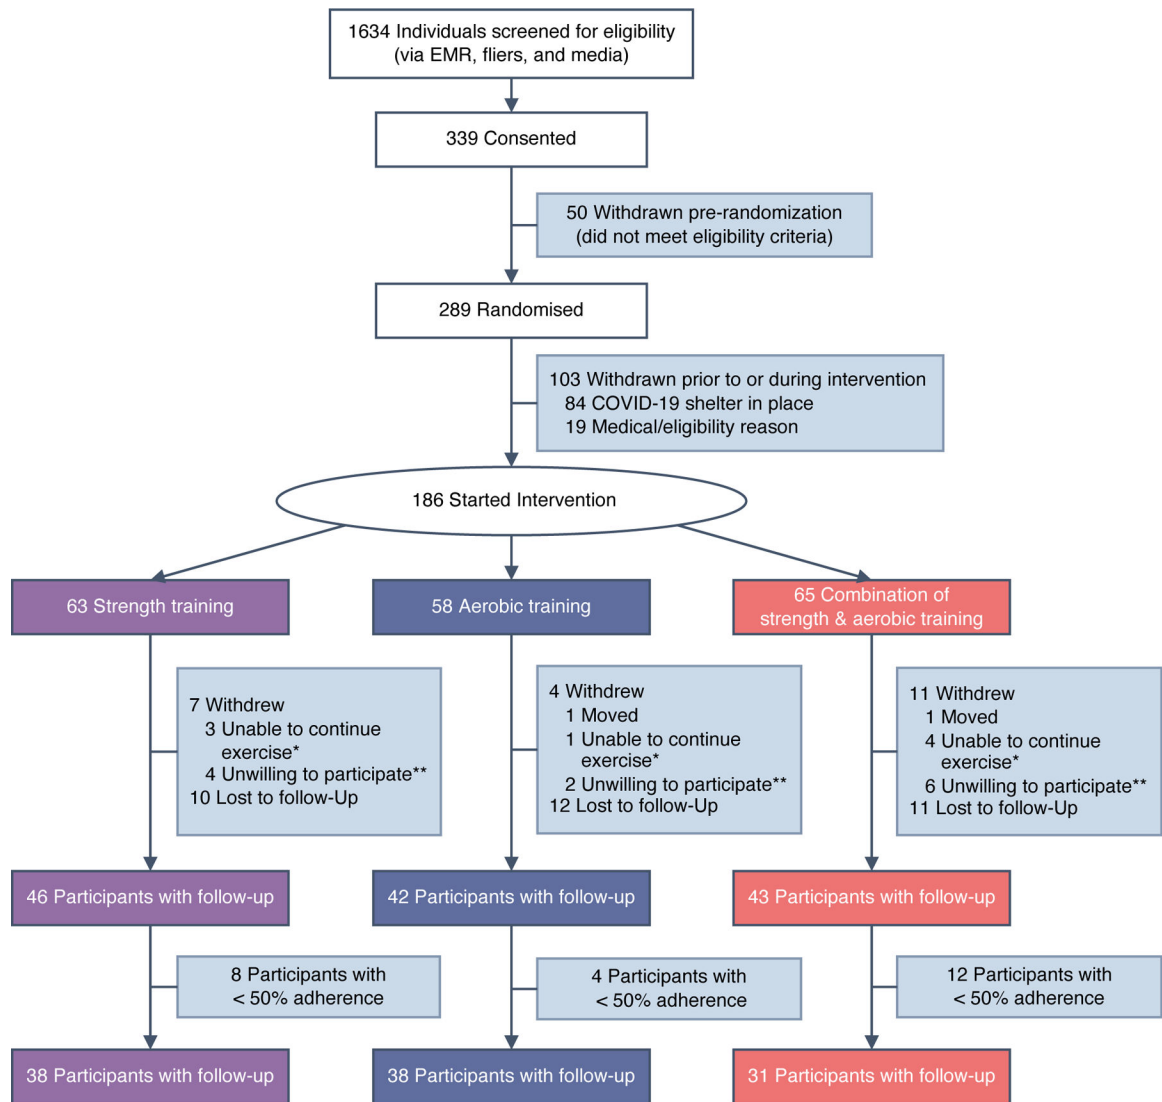 1634 Individuals screened for eligibility
(via EMR, fliers, and media)
339 Consented
50 Withdrawn pre-randomization
(did not meet eligibility criteria)
289 Randomised
103 Withdrawn prior to or during intervention
84 COVID-19 shelter in place
19 Medical/eligibility reason
186 Started Intervention
63 Strength training
58 Aerobic training
65 Combination of
strength & aerobic training
7 Withdrew
3 Unable to continue
exercise*
4 Unwilling to participate**
10 Lost to follow-Up
4 Withdrew
1 Moved
1 Unable to continue
exercise*
2 Unwilling to participate**
12 Lost to follow-Up
11 Withdrew
1 Moved
4 Unable to continue
exercise*
6 Unwilling to participate**
11 Lost to follow-Up
46 Participants with follow-up
42 Participants with follow-up
43 Participants with follow-up
8 Participants with
< 50% adherence
4 Participants with
< 50% adherence
12 Participants with
< 50% adherence
38 Participants with follow-up
38 Participants with follow-up
31 Participants with follow-up